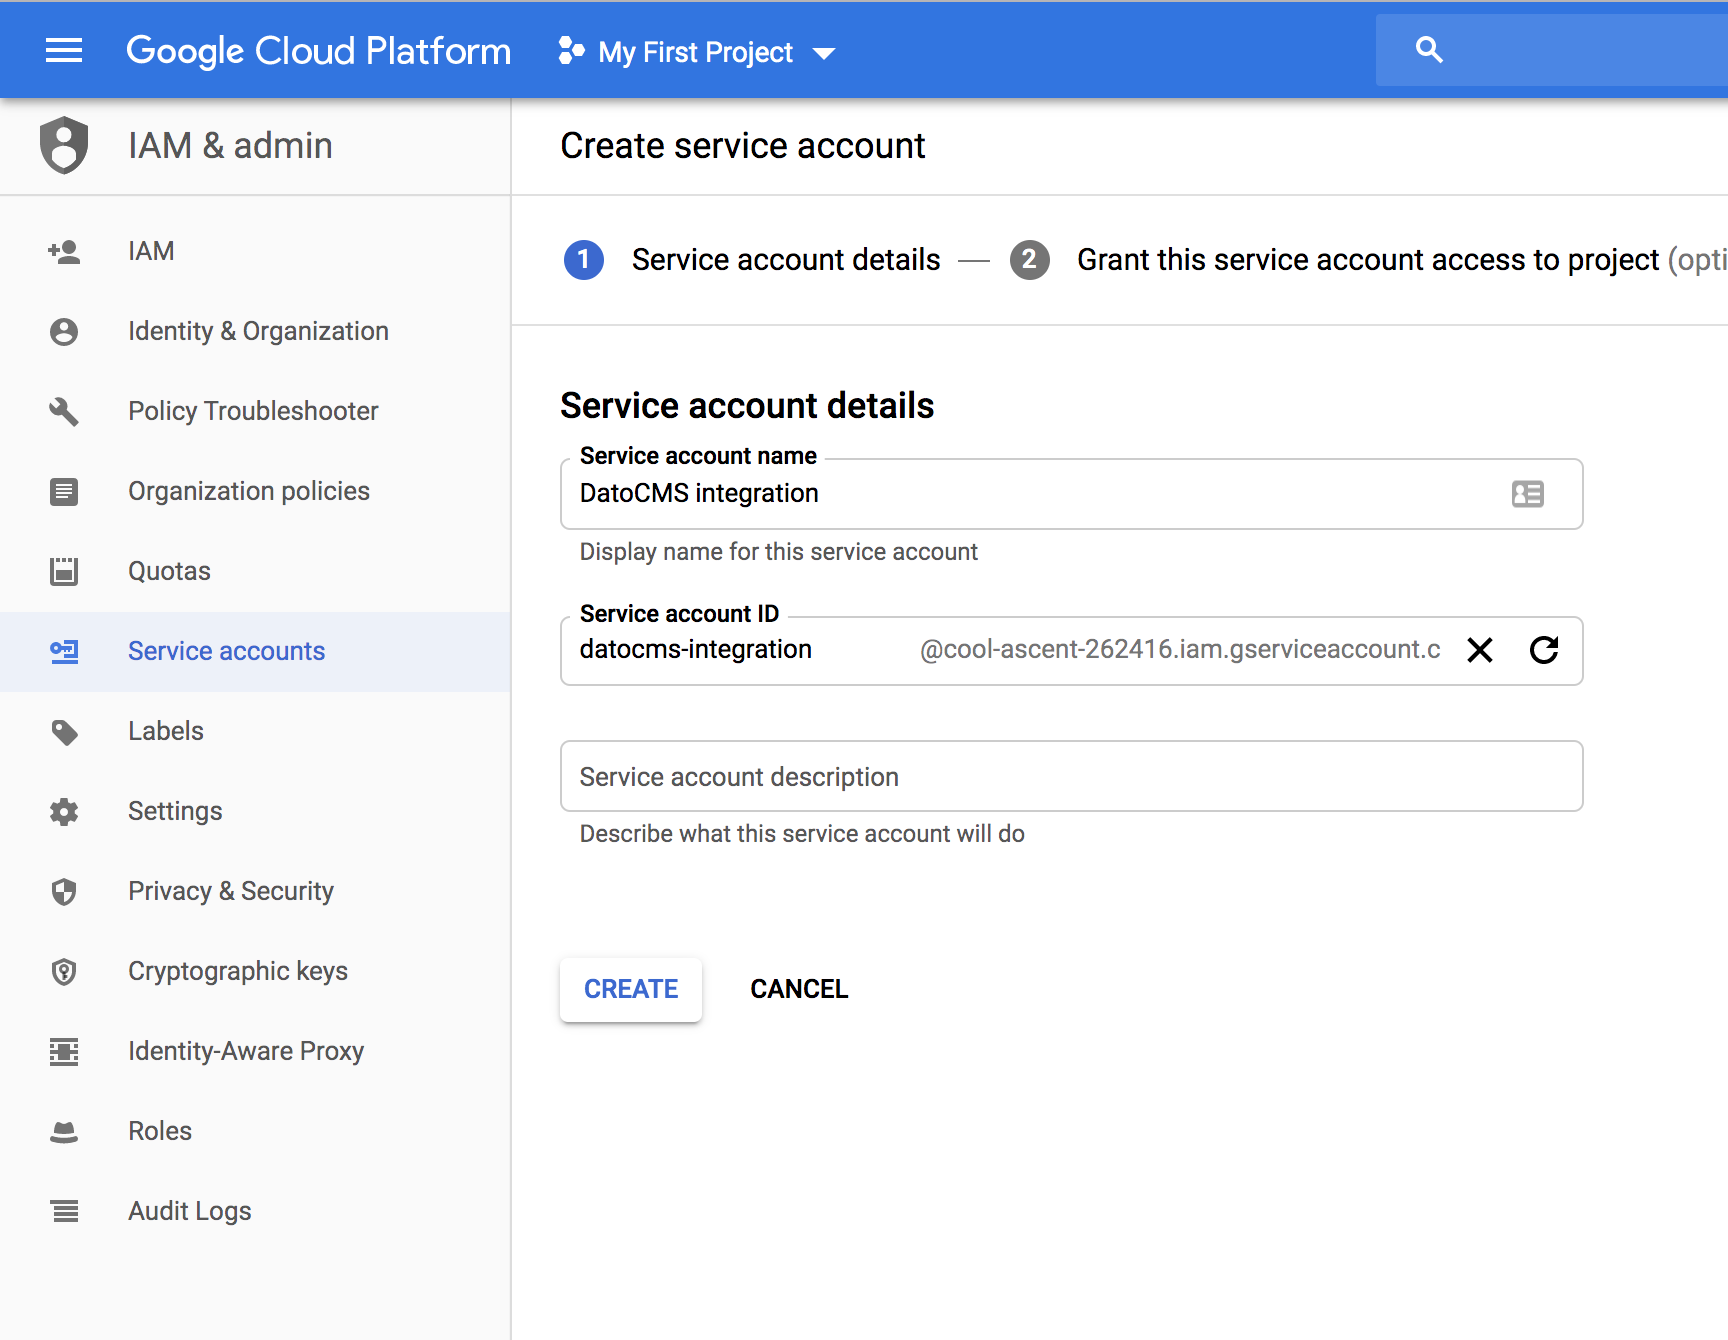 Google Cloud Platform
My First Project
IAM & admin
Create service account
IAM
Identity & Organization
Policy Troubleshooter
Organization policies
Quotas
Service accounts
Labels
Settings
Privacy & Security
Cryptographic keys
Identity-Aware Proxy
Roles
Audit Logs
1 Service account details — 2 Grant this service account access to project (opti
Service account details
Service account name
DatoCMS integration
Display name for this service account
Service account ID
datocms-integration @cool-ascent-262416.iam.gserviceaccount.c
Service account description
Describe what this service account will do
CREATE CANCEL